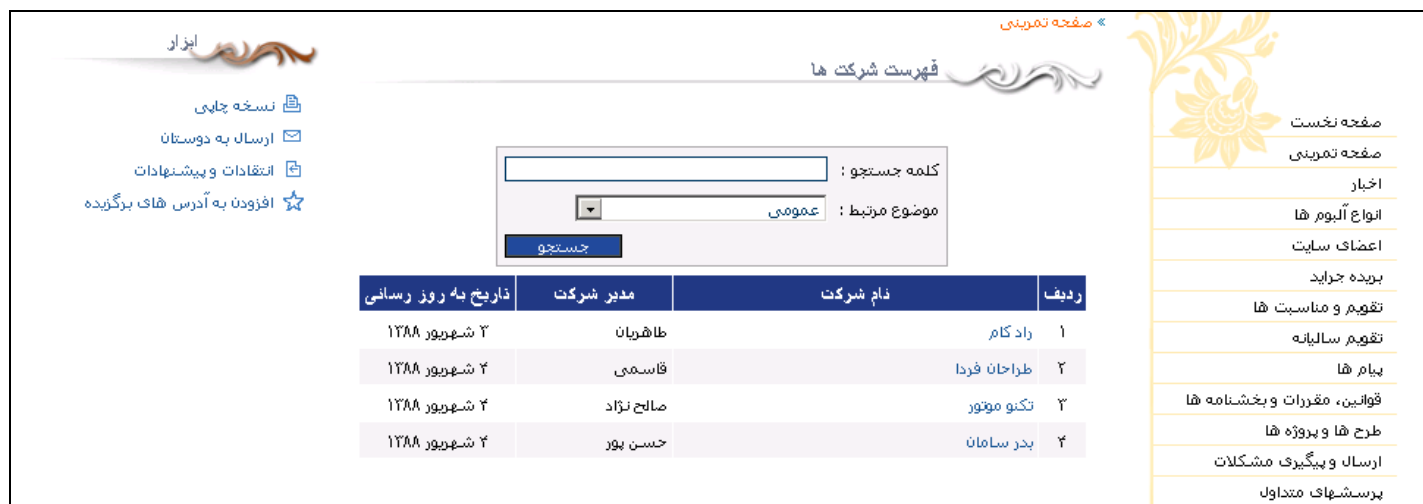 » صفحه تمرینی
صفحه نخست
صفحه تمرینی
اخبار
انواع آلبوم ها
اعضای سایت
بریده جراید
تقویم و مناسبت ها
تقویم سالیانه
پیام ها
قوانین، مقررات و بخشنامه ها
طرح ها و پروژه ها
ارسال و پیگیری مشکلات
پرسشهای متداول
فهرست شرکت ها
کلمه جستجو :
موضوع مرتبط : عمومی
جستجو
ردیف نام شرکت مدیر شرکت تاریخ به روز رسانی
۱ راد کام طاهریان ۳ شهریور ۱۳۸۸
۲ طراحان فردا قاسمی ۴ شهریور ۱۳۸۸
۳ تکنو موتور صالح نژاد ۴ شهریور ۱۳۸۸
۴ بدر سامان حسن پور ۴ شهریور ۱۳۸۸
ابزار
نسخه چاپی
ارسال به دوستان
انتقادات و پیشنهادات
افزودن به آدرس های برگزیده